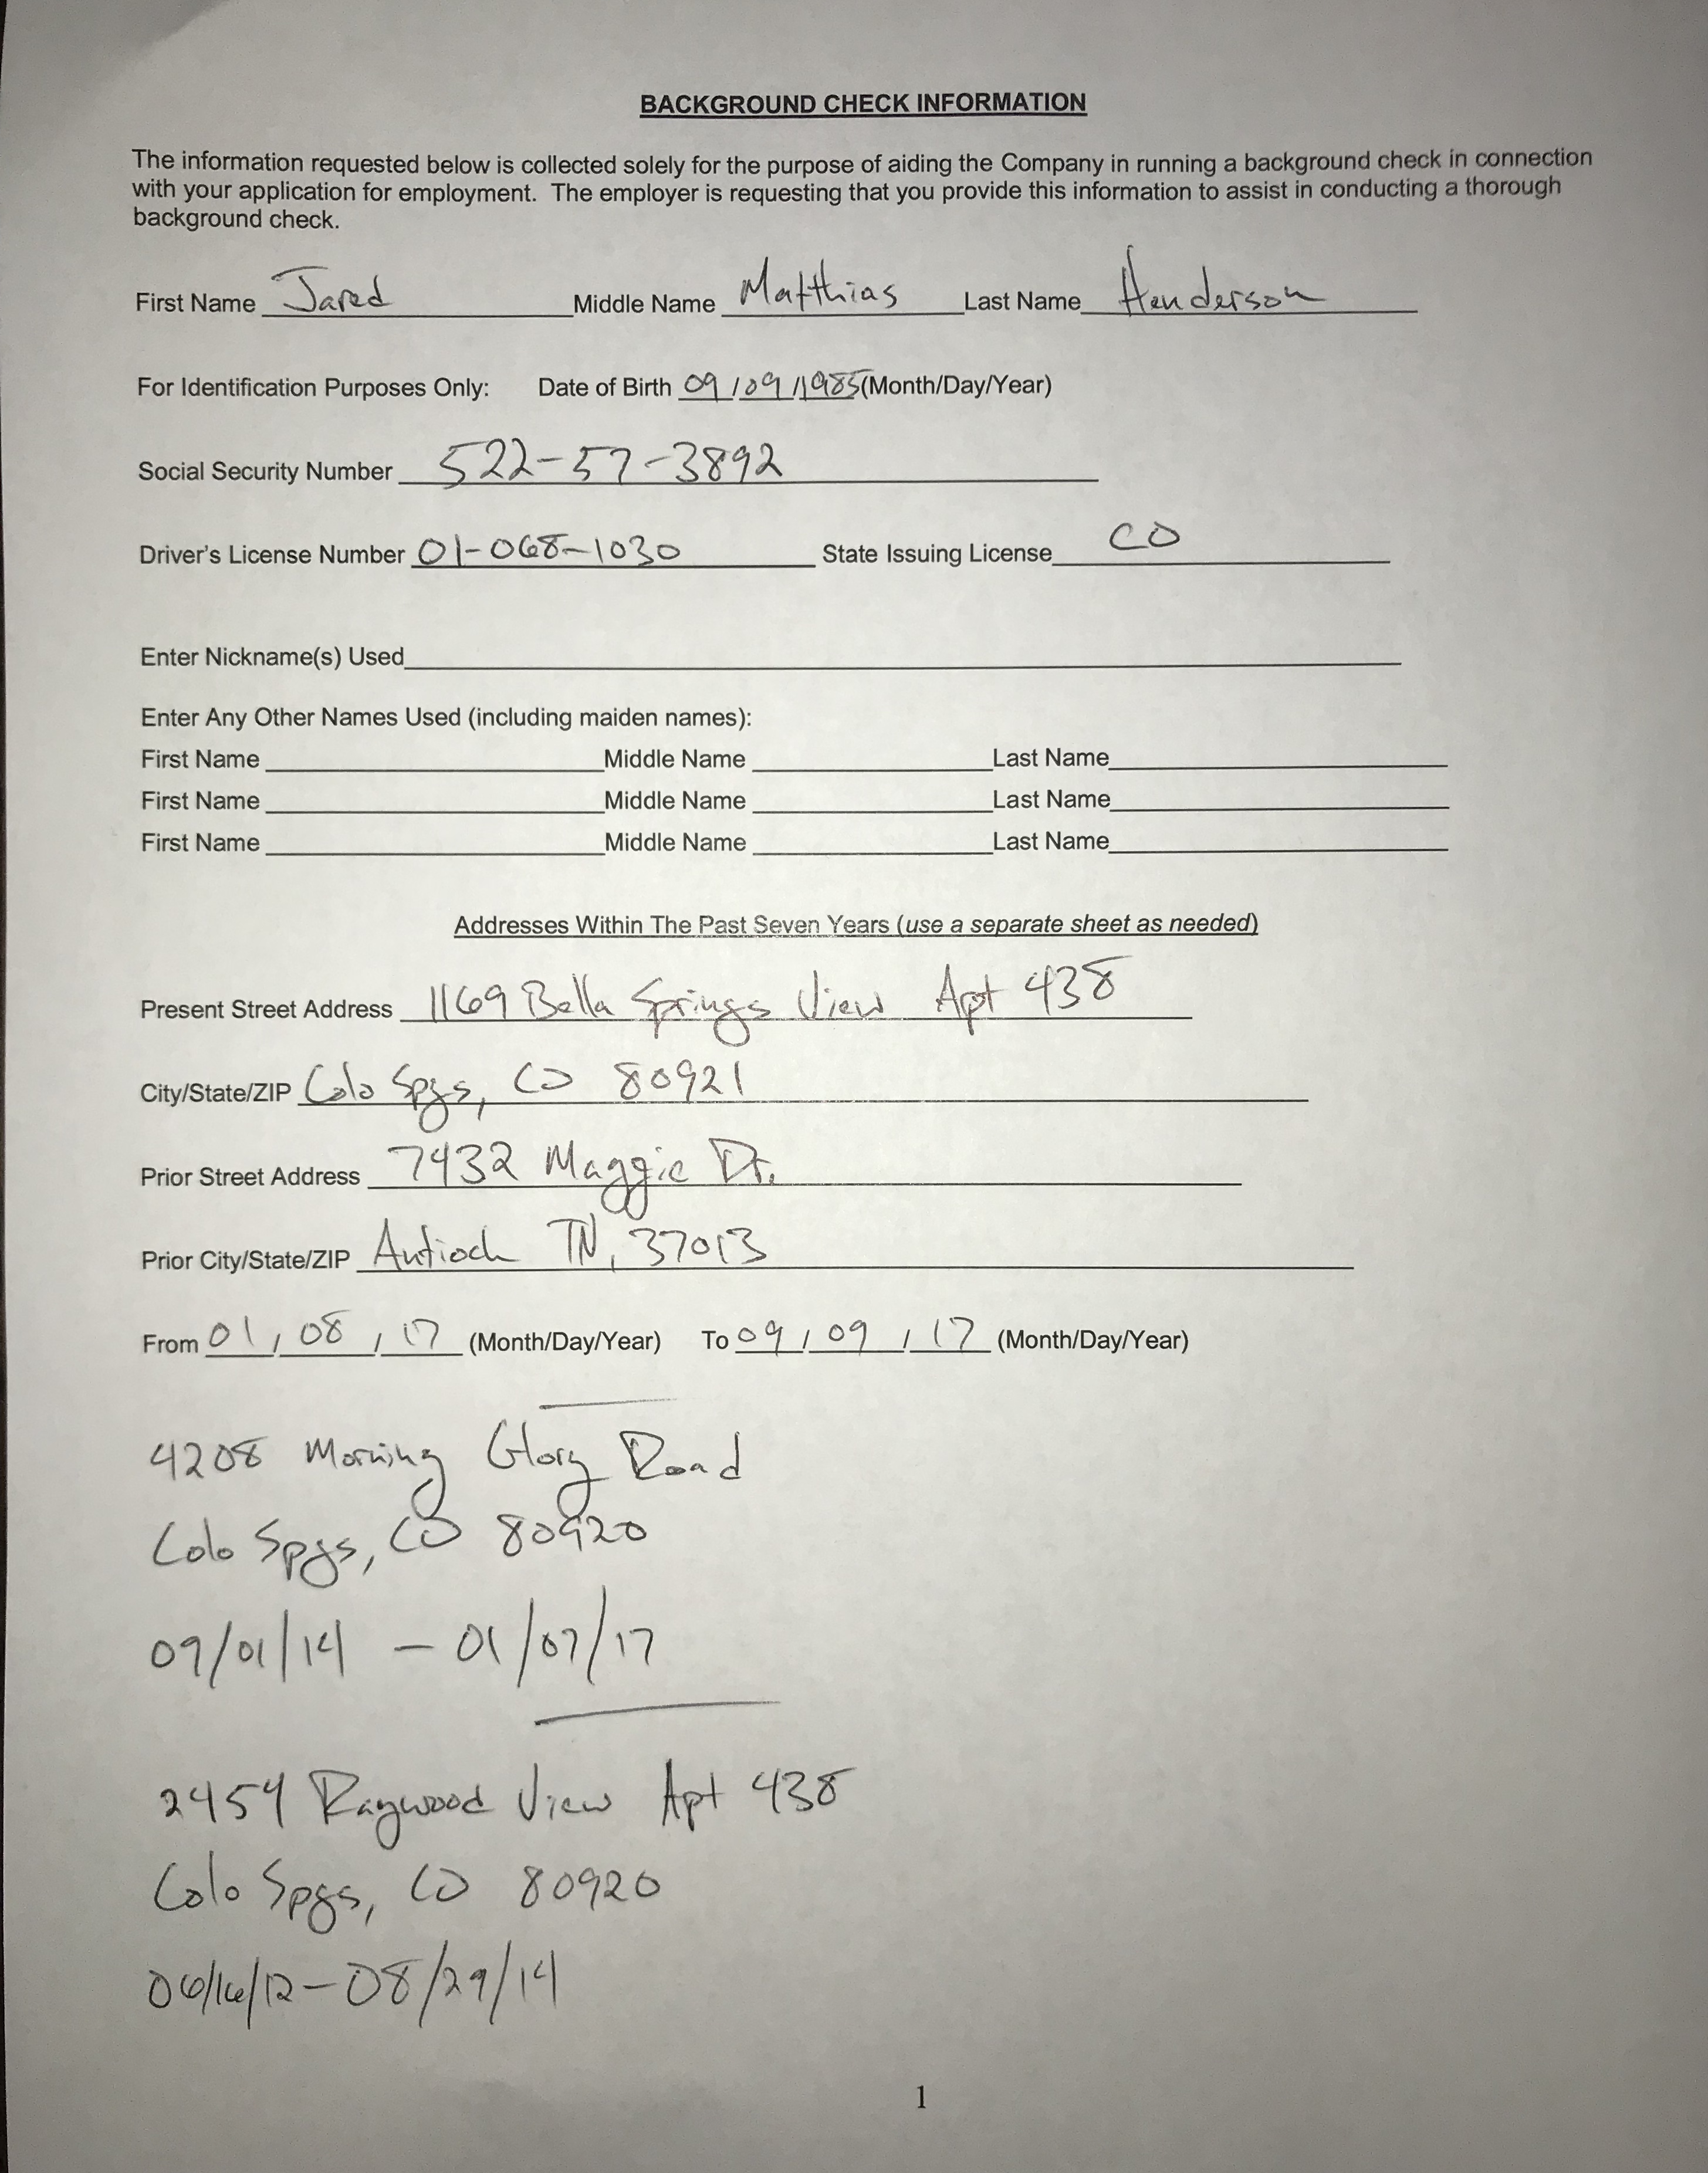 BACKGROUND CHECK INFORMATION
The information requested below is collected solely for the purpose of aiding the Company in running a background check in connection
with your application for employment. The employer is requesting that you provide this information to assist in conducting a thorough
background check.
First Name Jared Middle Name Matthias Last Name Henderson
For Identification Purposes Only: Date of Birth 09/09/1985 (Month/Day/Year)
Social Security Number 522-57-3892
Driver's License Number 01-068-1030 State Issuing License CO
Enter Nickname(s) Used
Enter Any Other Names Used (including maiden names):
First Name Middle Name Last Name
First Name Middle Name Last Name
First Name Middle Name Last Name
Addresses Within The Past Seven Years (use a separate sheet as needed)
Present Street Address 1169 Bella Springs View Apt 438
City/State/ZIP Colo Spgs, CO 80921
Prior Street Address 7432 Maggie Dr.
Prior City/State/ZIP Antioch TN, 37013
From 01/08/17 (Month/Day/Year) To 09/09/17 (Month/Day/Year)
4208 Morning Glory Road
Colo Spgs, CO 80920
09/01/14 - 01/07/17
2454 Raywood View Apt 438
Colo Spgs, CO 80920
06/16/12 - 08/29/14
1